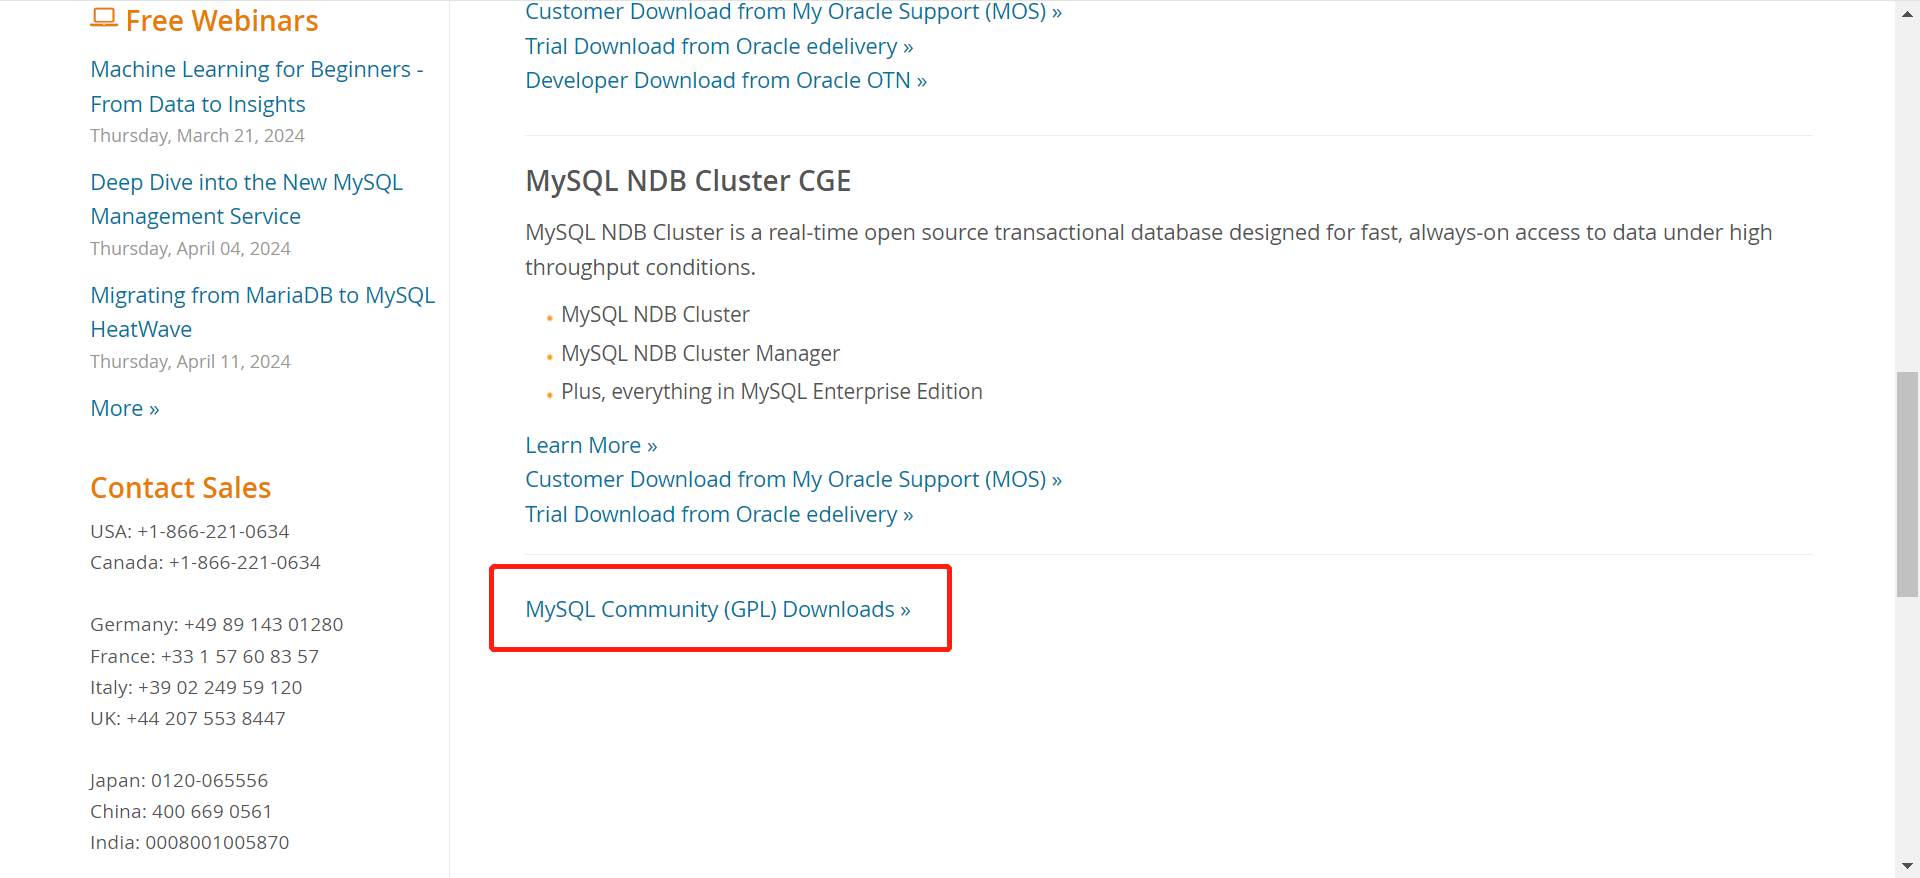 Free Webinars
Machine Learning for Beginners -
From Data to Insights
Thursday, March 21, 2024
Deep Dive into the New MySQL
Management Service
Thursday, April 04, 2024
Migrating from MariaDB to MySQL
HeatWave
Thursday, April 11, 2024
More »
Contact Sales
USA: +1-866-221-0634
Canada: +1-866-221-0634
Germany: +49 89 143 01280
France: +33 1 57 60 83 57
Italy: +39 02 249 59 120
UK: +44 207 553 8447
Japan: 0120-065556
China: 400 669 0561
India: 0008001005870
Customer Download from My Oracle Support (MOS) »
Trial Download from Oracle edelivery »
Developer Download from Oracle OTN »
MySQL NDB Cluster CGE
MySQL NDB Cluster is a real-time open source transactional database designed for fast, always-on access to data under high
throughput conditions.
MySQL NDB Cluster
MySQL NDB Cluster Manager
Plus, everything in MySQL Enterprise Edition
Learn More »
Customer Download from My Oracle Support (MOS) »
Trial Download from Oracle edelivery »
MySQL Community (GPL) Downloads »